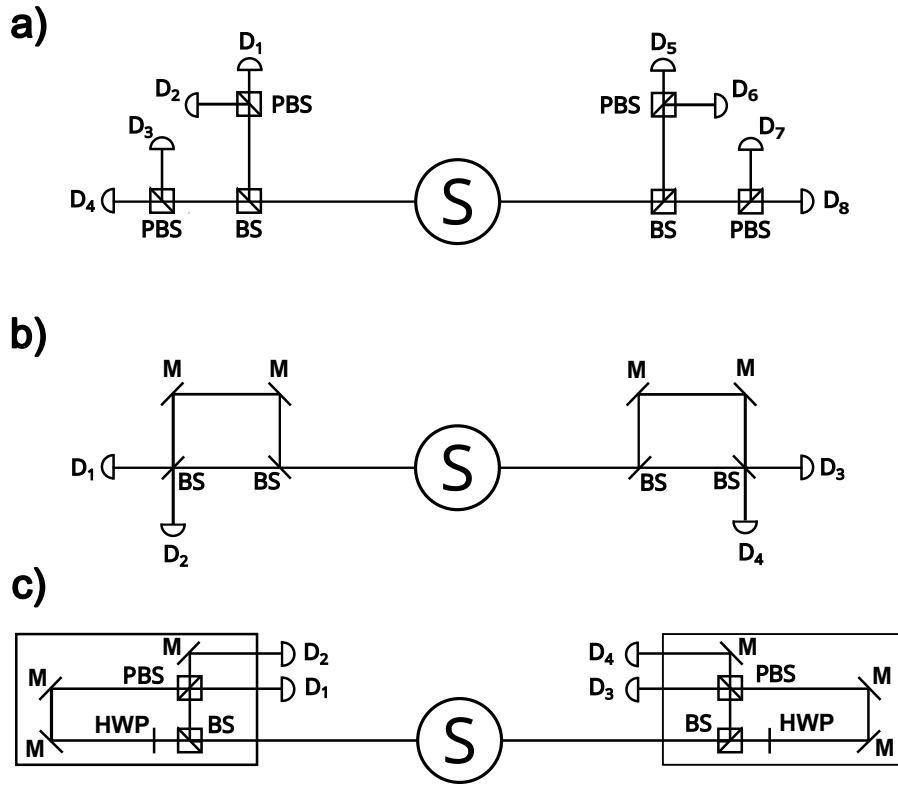 a)
D₁ D₅
D₂ PBS PBS D₆
D₃ D₇
D₄ S D₈
PBS BS BS PBS
b)
M M M M
D₁ BS BS S BS BS D₃
D₂ D₄
c)
M D₂ D₄ M
M PBS D₁ D₃ PBS M
HWP BS BS HWP
M S M